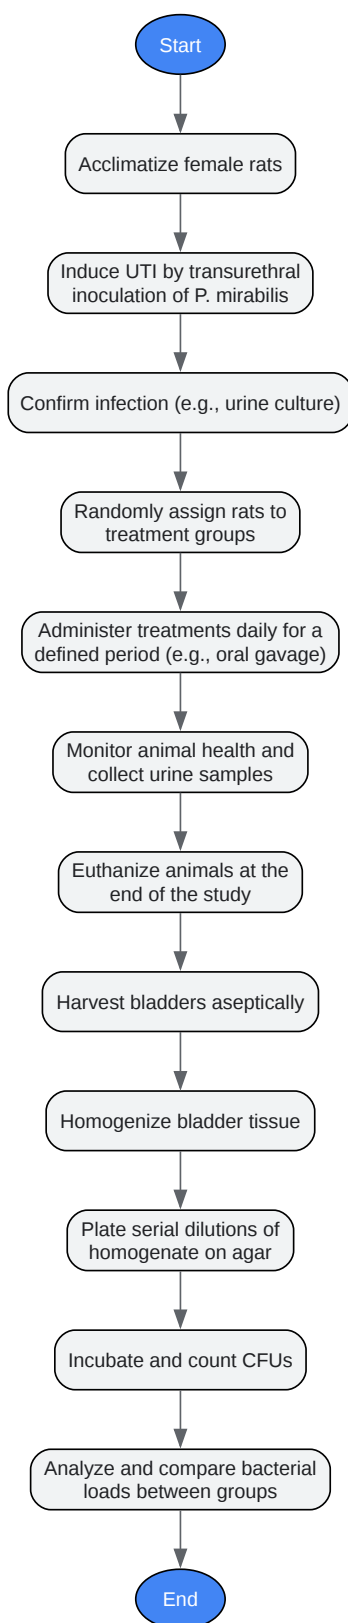 Start
Acclimatize female rats
Induce UTI by transurethral
inoculation of P. mirabilis
Confirm infection (e.g., urine culture)
Randomly assign rats to
treatment groups
Administer treatments daily for a
defined period (e.g., oral gavage)
Monitor animal health and
collect urine samples
Euthanize animals at the
end of the study
Harvest bladders aseptically
Homogenize bladder tissue
Plate serial dilutions of
homogenate on agar
Incubate and count CFUs
Analyze and compare bacterial
loads between groups
End